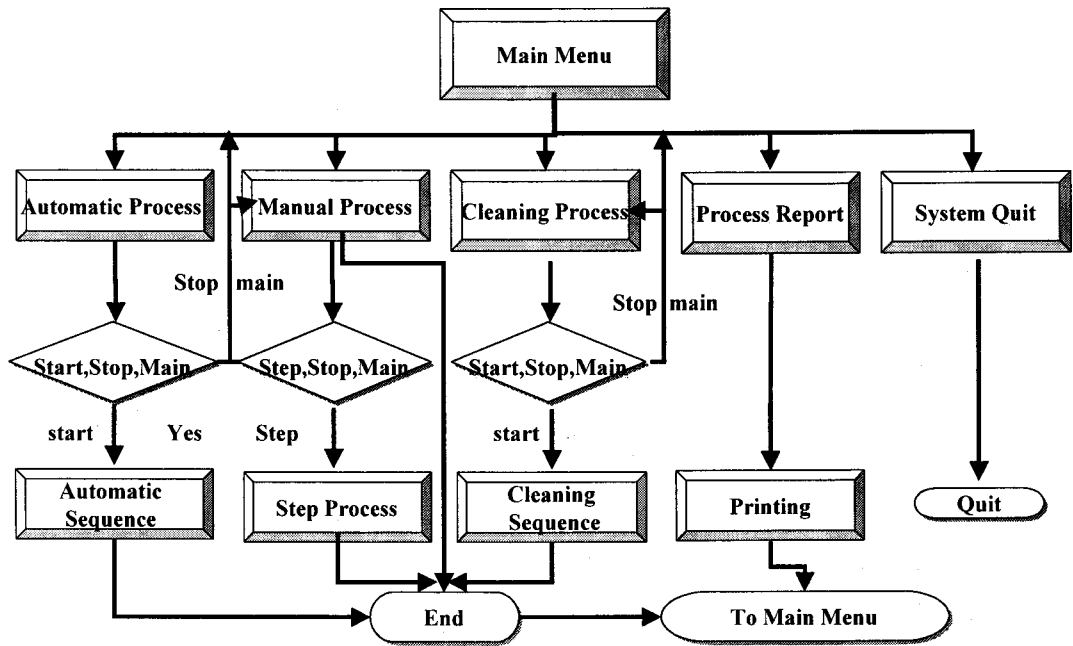 Main Menu
Automatic Process
Manual Process
Cleaning Process
Process Report
System Quit
Stop main
Stop main
Start,Stop,Main
Step,Stop,Main
Start,Stop,Main
start
Yes
Step
start
Automatic
Sequence
Step Process
Cleaning
Sequence
Printing
Quit
End
To Main Menu